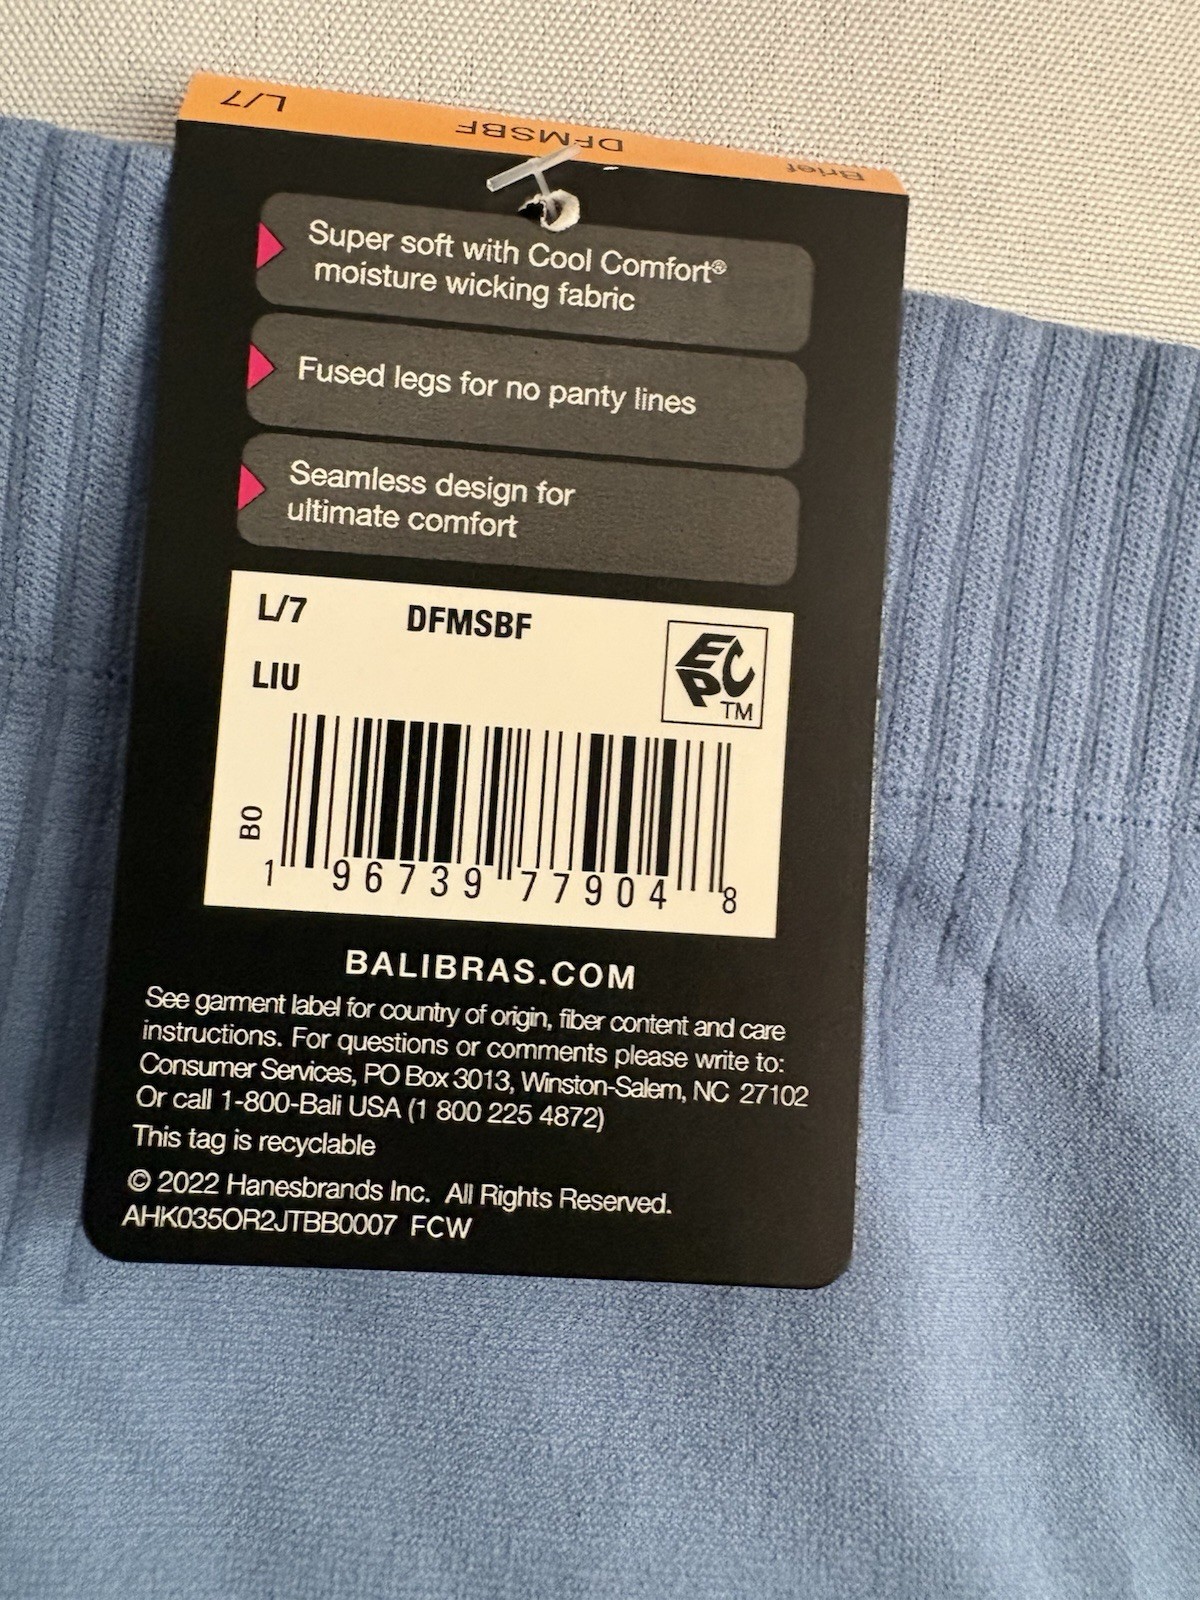 L/7 DFMSBF Brief
Super soft with Cool Comfort®
moisture wicking fabric
Fused legs for no panty lines
Seamless design for
ultimate comfort
L/7 DFMSBF
EPC
TM
LIU
BO
1 96739 77904 8
BALIBRAS.COM
See garment label for country of origin, fiber content and care
instructions. For questions or comments please write to:
Consumer Services, PO Box 3013, Winston-Salem, NC 27102
Or call 1-800-Bali USA (1 800 225 4872)
This tag is recyclable
© 2022 Hanesbrands Inc. All Rights Reserved.
AHK035OR2JTBB0007 FCW